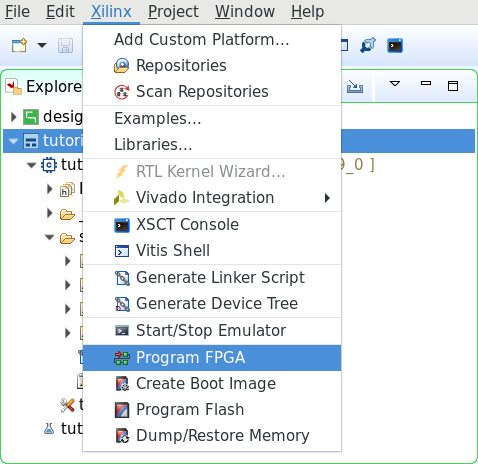 File Edit Xilinx Project Window Help
Add Custom Platform...
Repositories
Scan Repositories
Examples...
Libraries...
RTL Kernel Wizard...
Vivado Integration
XSCT Console
Vitis Shell
Generate Linker Script
Generate Device Tree
Start/Stop Emulator
Program FPGA
Create Boot Image
Program Flash
Dump/Restore Memory
Explore
desig
tutori
tut 9_0 ]
tut